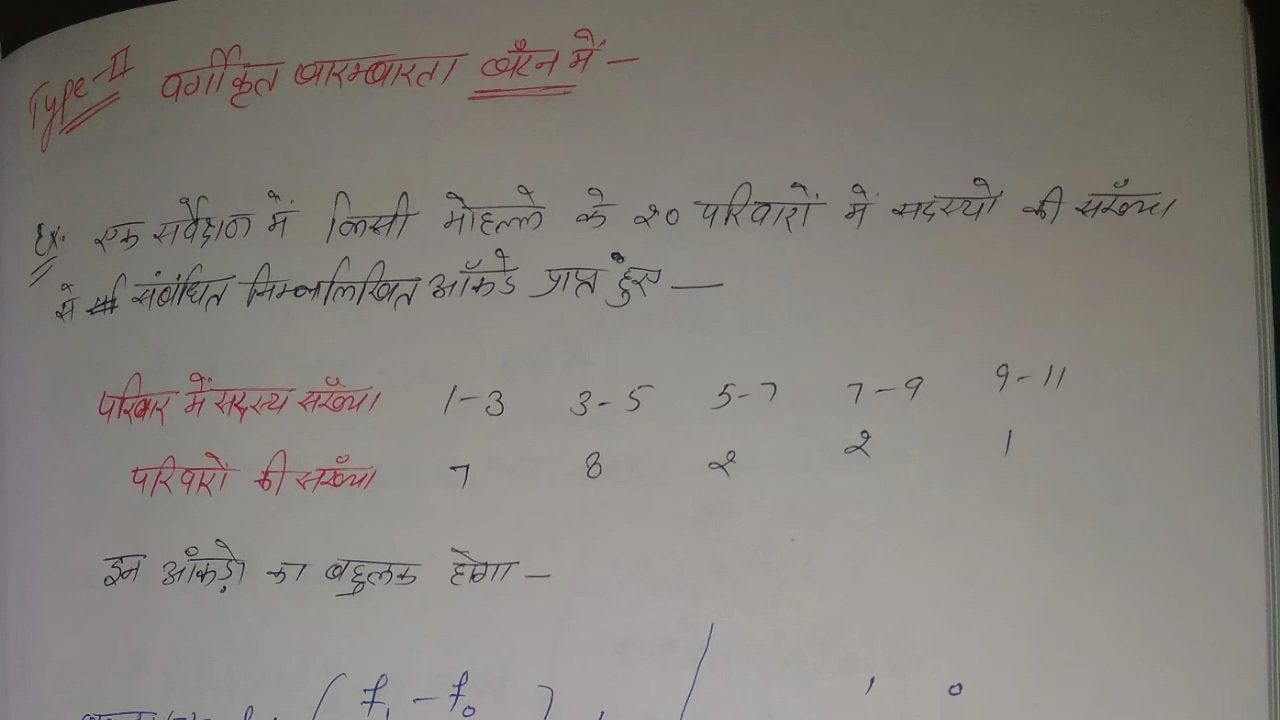 Type-II वर्गीकृत बारम्बारता बँटन में –
Ex. एक सर्वेक्षण में किसी मोहल्ले के 20 परिवारों में सदस्यों की सँख्या
से संबंधित निम्नलिखित आँकडे प्राप्त हुए —
परिवार में सदस्य सँख्या 1-3 3-5 5-7 7-9 9-11
परिवारों की सँख्या 7 8 2 2 1
इन आँकड़ो का बहुलक होगा –
( f₁ - f₀ )